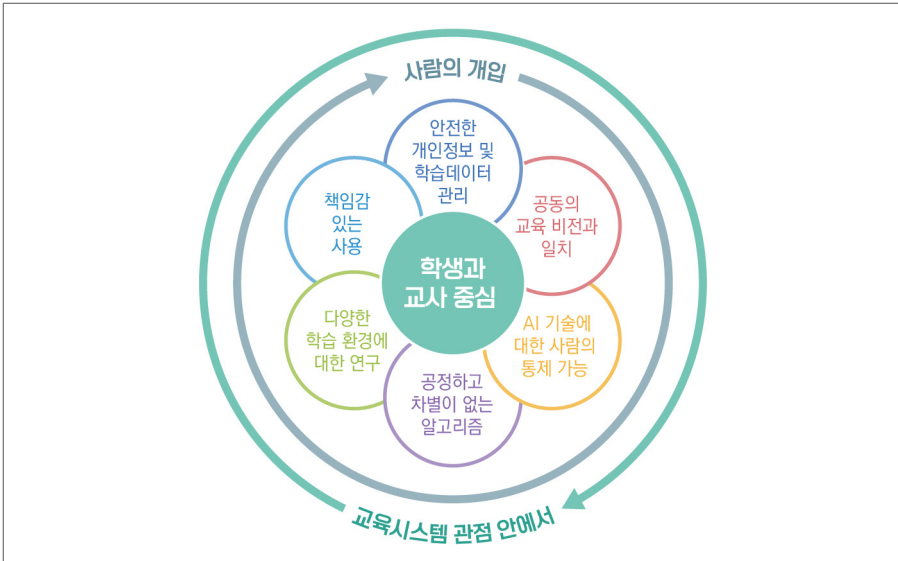 사람의 개입
안전한
개인정보 및
학습데이터
관리
공동의
교육 비전과
일치
AI 기술에
대한 사람의
통제 가능
공정하고
차별이 없는
알고리즘
다양한
학습 환경에
대한 연구
책임감
있는
사용
학생과
교사 중심
교육시스템 관점 안에서